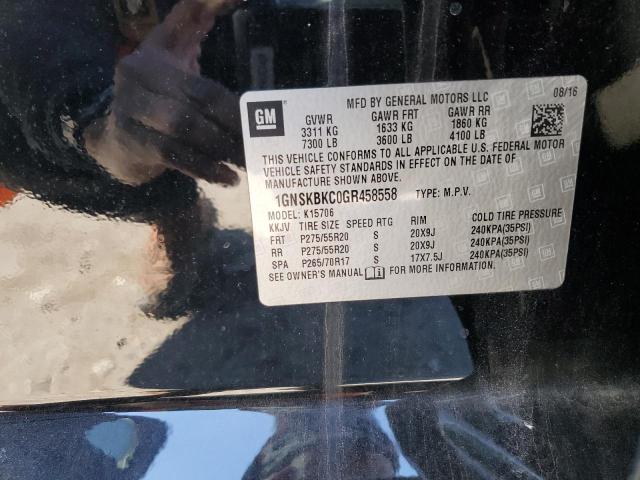 GM
MFD BY GENERAL MOTORS LLC 08/16
GVWR GAWR FRT GAWR RR
3311 KG 1633 KG 1860 KG
7300 LB 3600 LB 4100 LB
THIS VEHICLE CONFORMS TO ALL APPLICABLE U.S. FEDERAL MOTOR
VEHICLE SAFETY STANDARDS IN EFFECT ON THE DATE OF
MANUFACTURE SHOWN ABOVE.
1GNSKBKC0GR458558 TYPE: M.P.V.
MODEL: K15706
KKJV TIRE SIZE SPEED RTG RIM COLD TIRE PRESSURE
FRT P275/55R20 S 20X9J 240KPA(35PSI)
RR P275/55R20 S 20X9J 240KPA(35PSI)
SPA P265/70R17 S 17X7.5J 240KPA(35PSI)
SEE OWNER'S MANUAL FOR MORE INFORMATION.